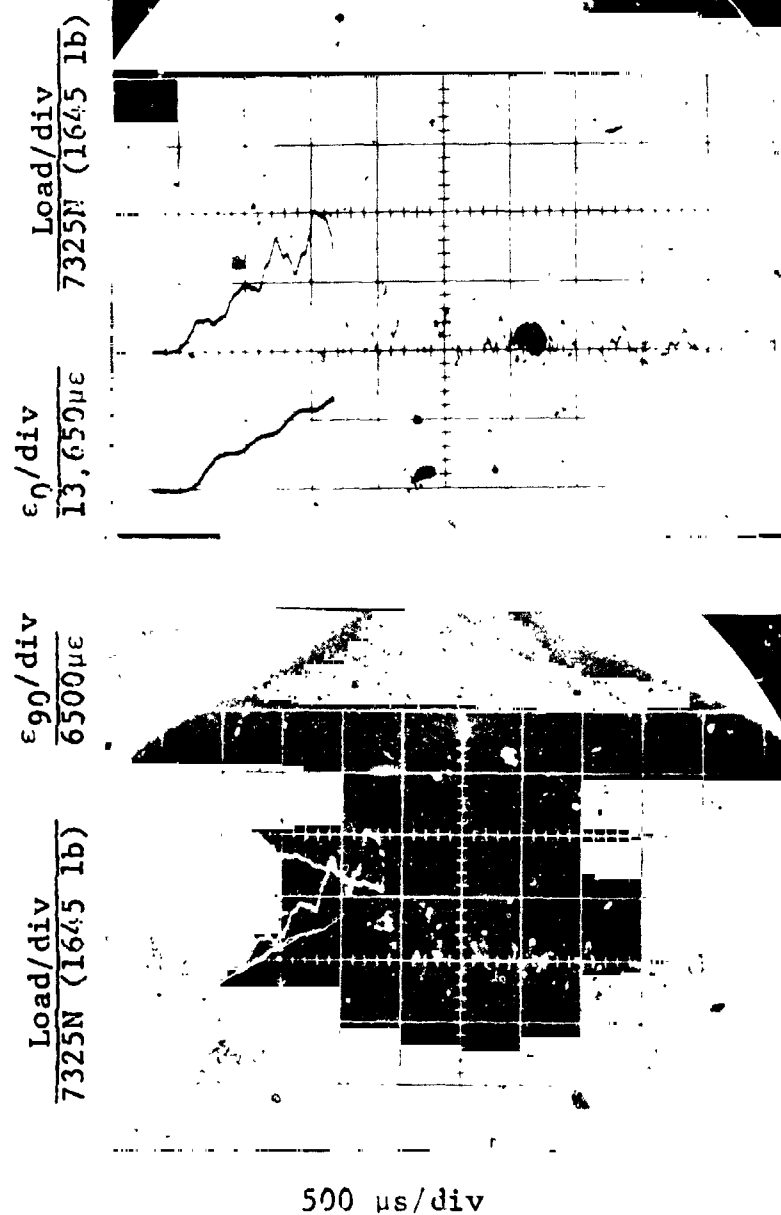 Load/div
7325N (1645 lb)
ε0/div
13,650με
ε90/div
6500με
Load/div
7325N (1645 lb)
500 μs/div